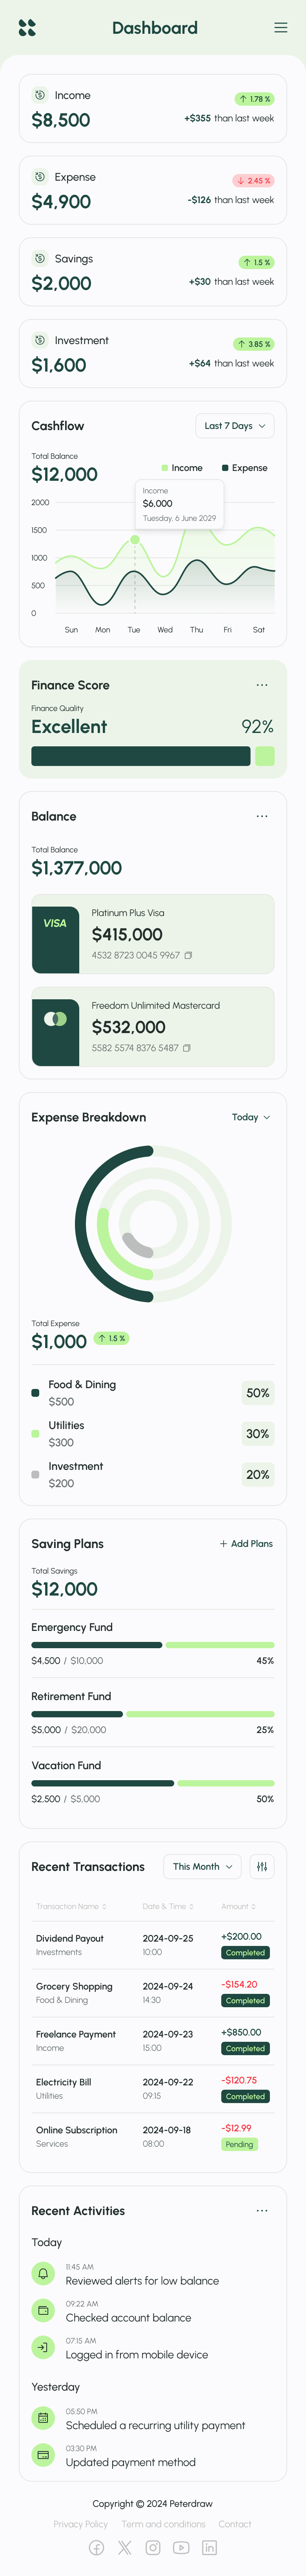 Dashboard
Income
1.78 %
$8,500
+$355 than last week
Expense
2.45 %
$4,900
-$126 than last week
Savings
1.5 %
$2,000
+$30 than last week
Investment
3.85 %
$1,600
+$64 than last week
Cashflow
Last 7 Days
Total Balance
$12,000
Income
Expense
Income
$6,000
Tuesday, 6 June 2029
2000
1500
1000
500
0
Sun Mon Tue Wed Thu Fri Sat
Finance Score
Finance Quality
Excellent
92%
Balance
Total Balance
$1,377,000
VISA
Platinum Plus Visa
$415,000
4532 8723 0045 9967
Freedom Unlimited Mastercard
$532,000
5582 5574 8376 5487
Expense Breakdown
Today
Total Expense
$1,000
1.5 %
Food & Dining
$500
50%
Utilities
$300
30%
Investment
$200
20%
Saving Plans
+ Add Plans
Total Savings
$12,000
Emergency Fund
$4,500 / $10,000
45%
Retirement Fund
$5,000 / $20,000
25%
Vacation Fund
$2,500 / $5,000
50%
Recent Transactions
This Month
Transaction Name
Date & Time
Amount
Dividend Payout
2024-09-25
+$200.00
Investments
10:00
Completed
Grocery Shopping
2024-09-24
-$154.20
Food & Dining
14:30
Completed
Freelance Payment
2024-09-23
+$850.00
Income
15:00
Completed
Electricity Bill
2024-09-22
-$120.75
Utilities
09:15
Completed
Online Subscription
2024-09-18
-$12.99
Services
08:00
Pending
Recent Activities
Today
11:45 AM
Reviewed alerts for low balance
09:22 AM
Checked account balance
07:15 AM
Logged in from mobile device
Yesterday
05:50 PM
Scheduled a recurring utility payment
03:30 PM
Updated payment method
Copyright © 2024 Peterdraw
Privacy Policy
Term and conditions
Contact